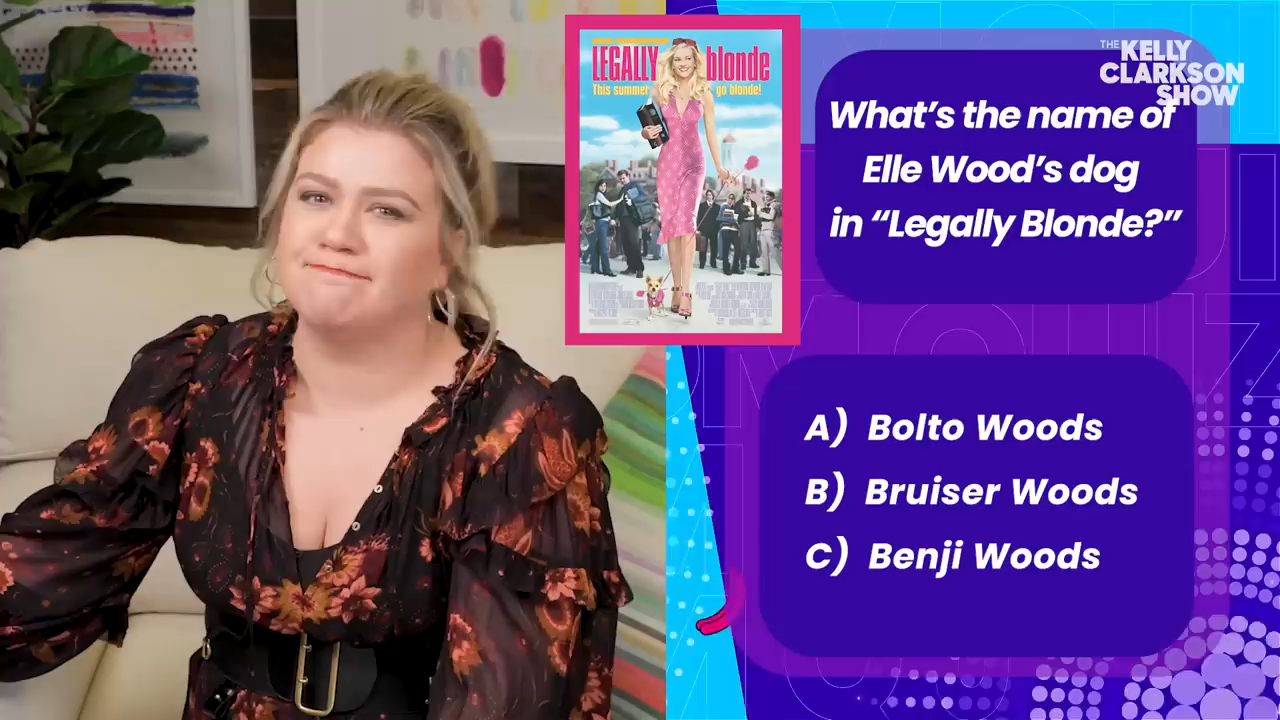 THE
KELLY
CLARKSON
SHOW
LEGALLY blonde
This summer go blonde!
What's the name of
Elle Wood's dog
in “Legally Blonde?”
A) Bolto Woods
B) Bruiser Woods
C) Benji Woods